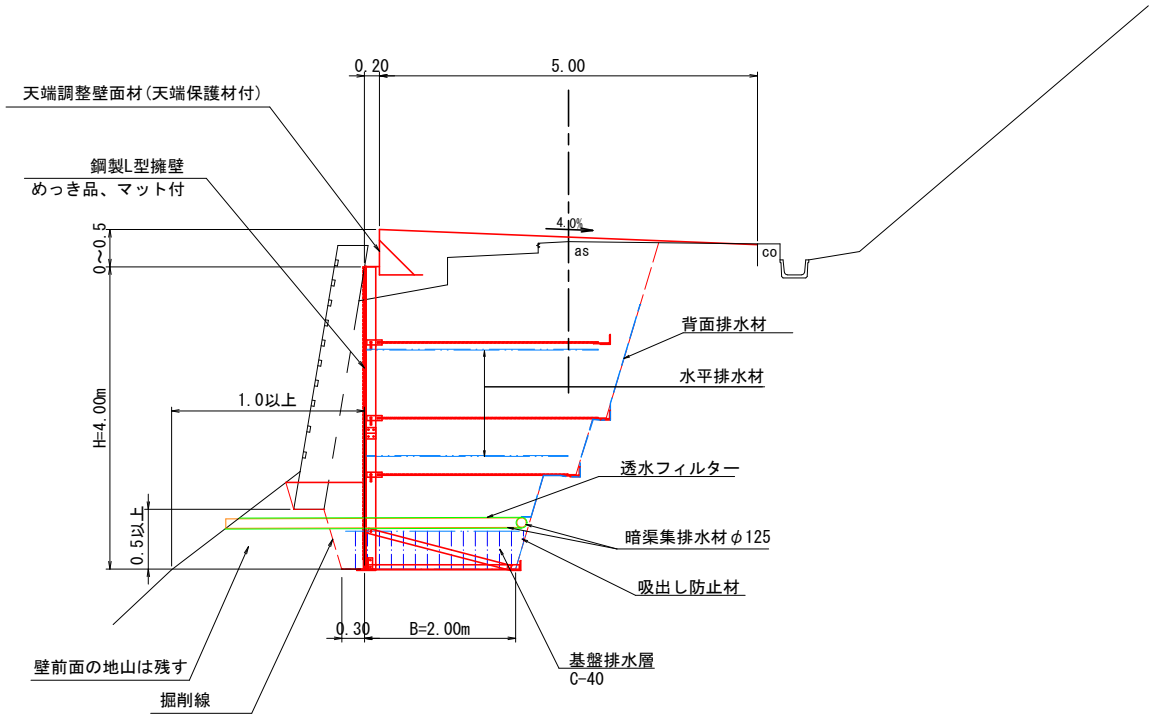 0.20
5.00
天端調整壁面材(天端保護材付)
鋼製L型擁壁
めっき品、マット付
4.0%
0～0.5
as
co
背面排水材
水平排水材
1.0以上
H=4.00m
透水フィルター
0.5以上
暗渠集排水材φ125
吸出し防止材
0.30
B=2.00m
基盤排水層
C-40
壁前面の地山は残す
掘削線